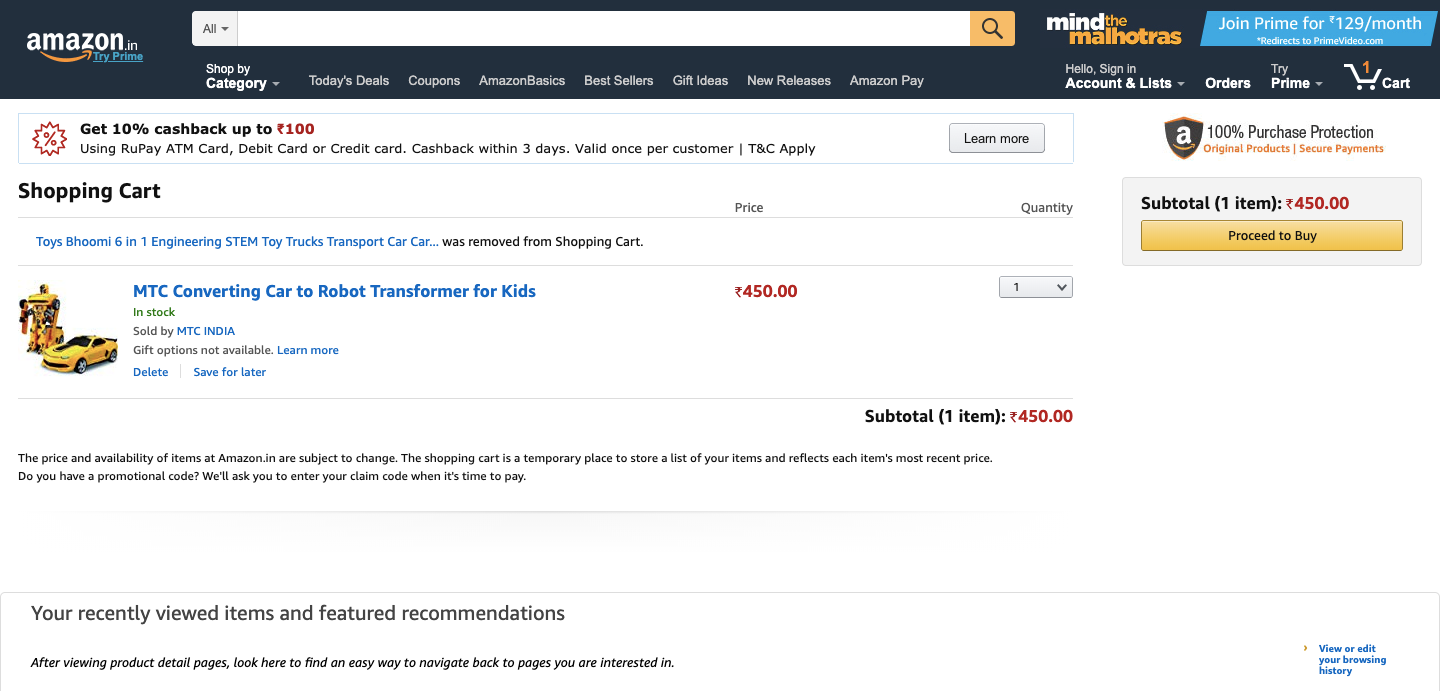 amazon.in
Try Prime
All
mind the
malhotras
Join Prime for ₹129/month
*Redirects to PrimeVideo.com
Shop by
Category
Today's Deals
Coupons
AmazonBasics
Best Sellers
Gift Ideas
New Releases
Amazon Pay
Hello, Sign in
Account & Lists
Orders
Try
Prime
1
Cart
Get 10% cashback up to ₹100
Using RuPay ATM Card, Debit Card or Credit card. Cashback within 3 days. Valid once per customer | T&C Apply
Learn more
a
100% Purchase Protection
Original Products | Secure Payments
Shopping Cart
Price
Quantity
Subtotal (1 item): ₹450.00
Proceed to Buy
Toys Bhoomi 6 in 1 Engineering STEM Toy Trucks Transport Car Car... was removed from Shopping Cart.
MTC Converting Car to Robot Transformer for Kids
₹450.00
1
In stock
Sold by MTC INDIA
Gift options not available. Learn more
Delete
Save for later
Subtotal (1 item): ₹450.00
The price and availability of items at Amazon.in are subject to change. The shopping cart is a temporary place to store a list of your items and reflects each item's most recent price.
Do you have a promotional code? We'll ask you to enter your claim code when it's time to pay.
Your recently viewed items and featured recommendations
After viewing product detail pages, look here to find an easy way to navigate back to pages you are interested in.
› View or edit
your browsing
history